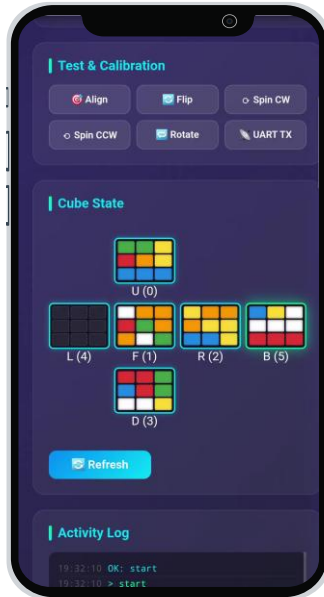 Test & Calibration
Align
Flip
Spin CW
Spin CCW
Rotate
UART TX
Cube State
U (0)
L (4)
F (1)
R (2)
B (5)
D (3)
Refresh
Activity Log
19:32:10 OK: start
19:32:10 > start